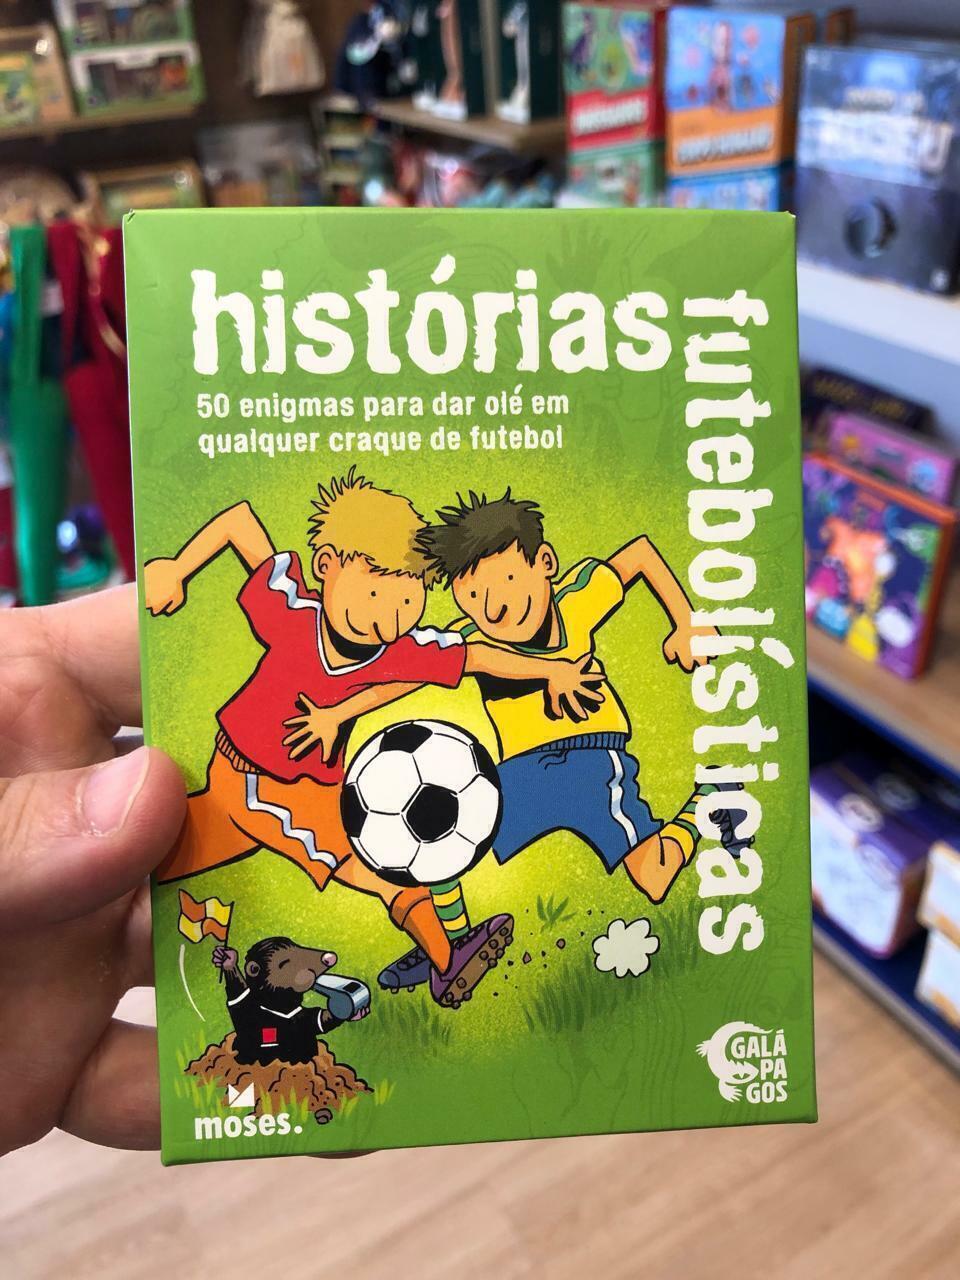 histórias
futebolísticas
50 enigmas para dar olé em
qualquer craque de futebol
GALÁ
PA
GOS
moses.